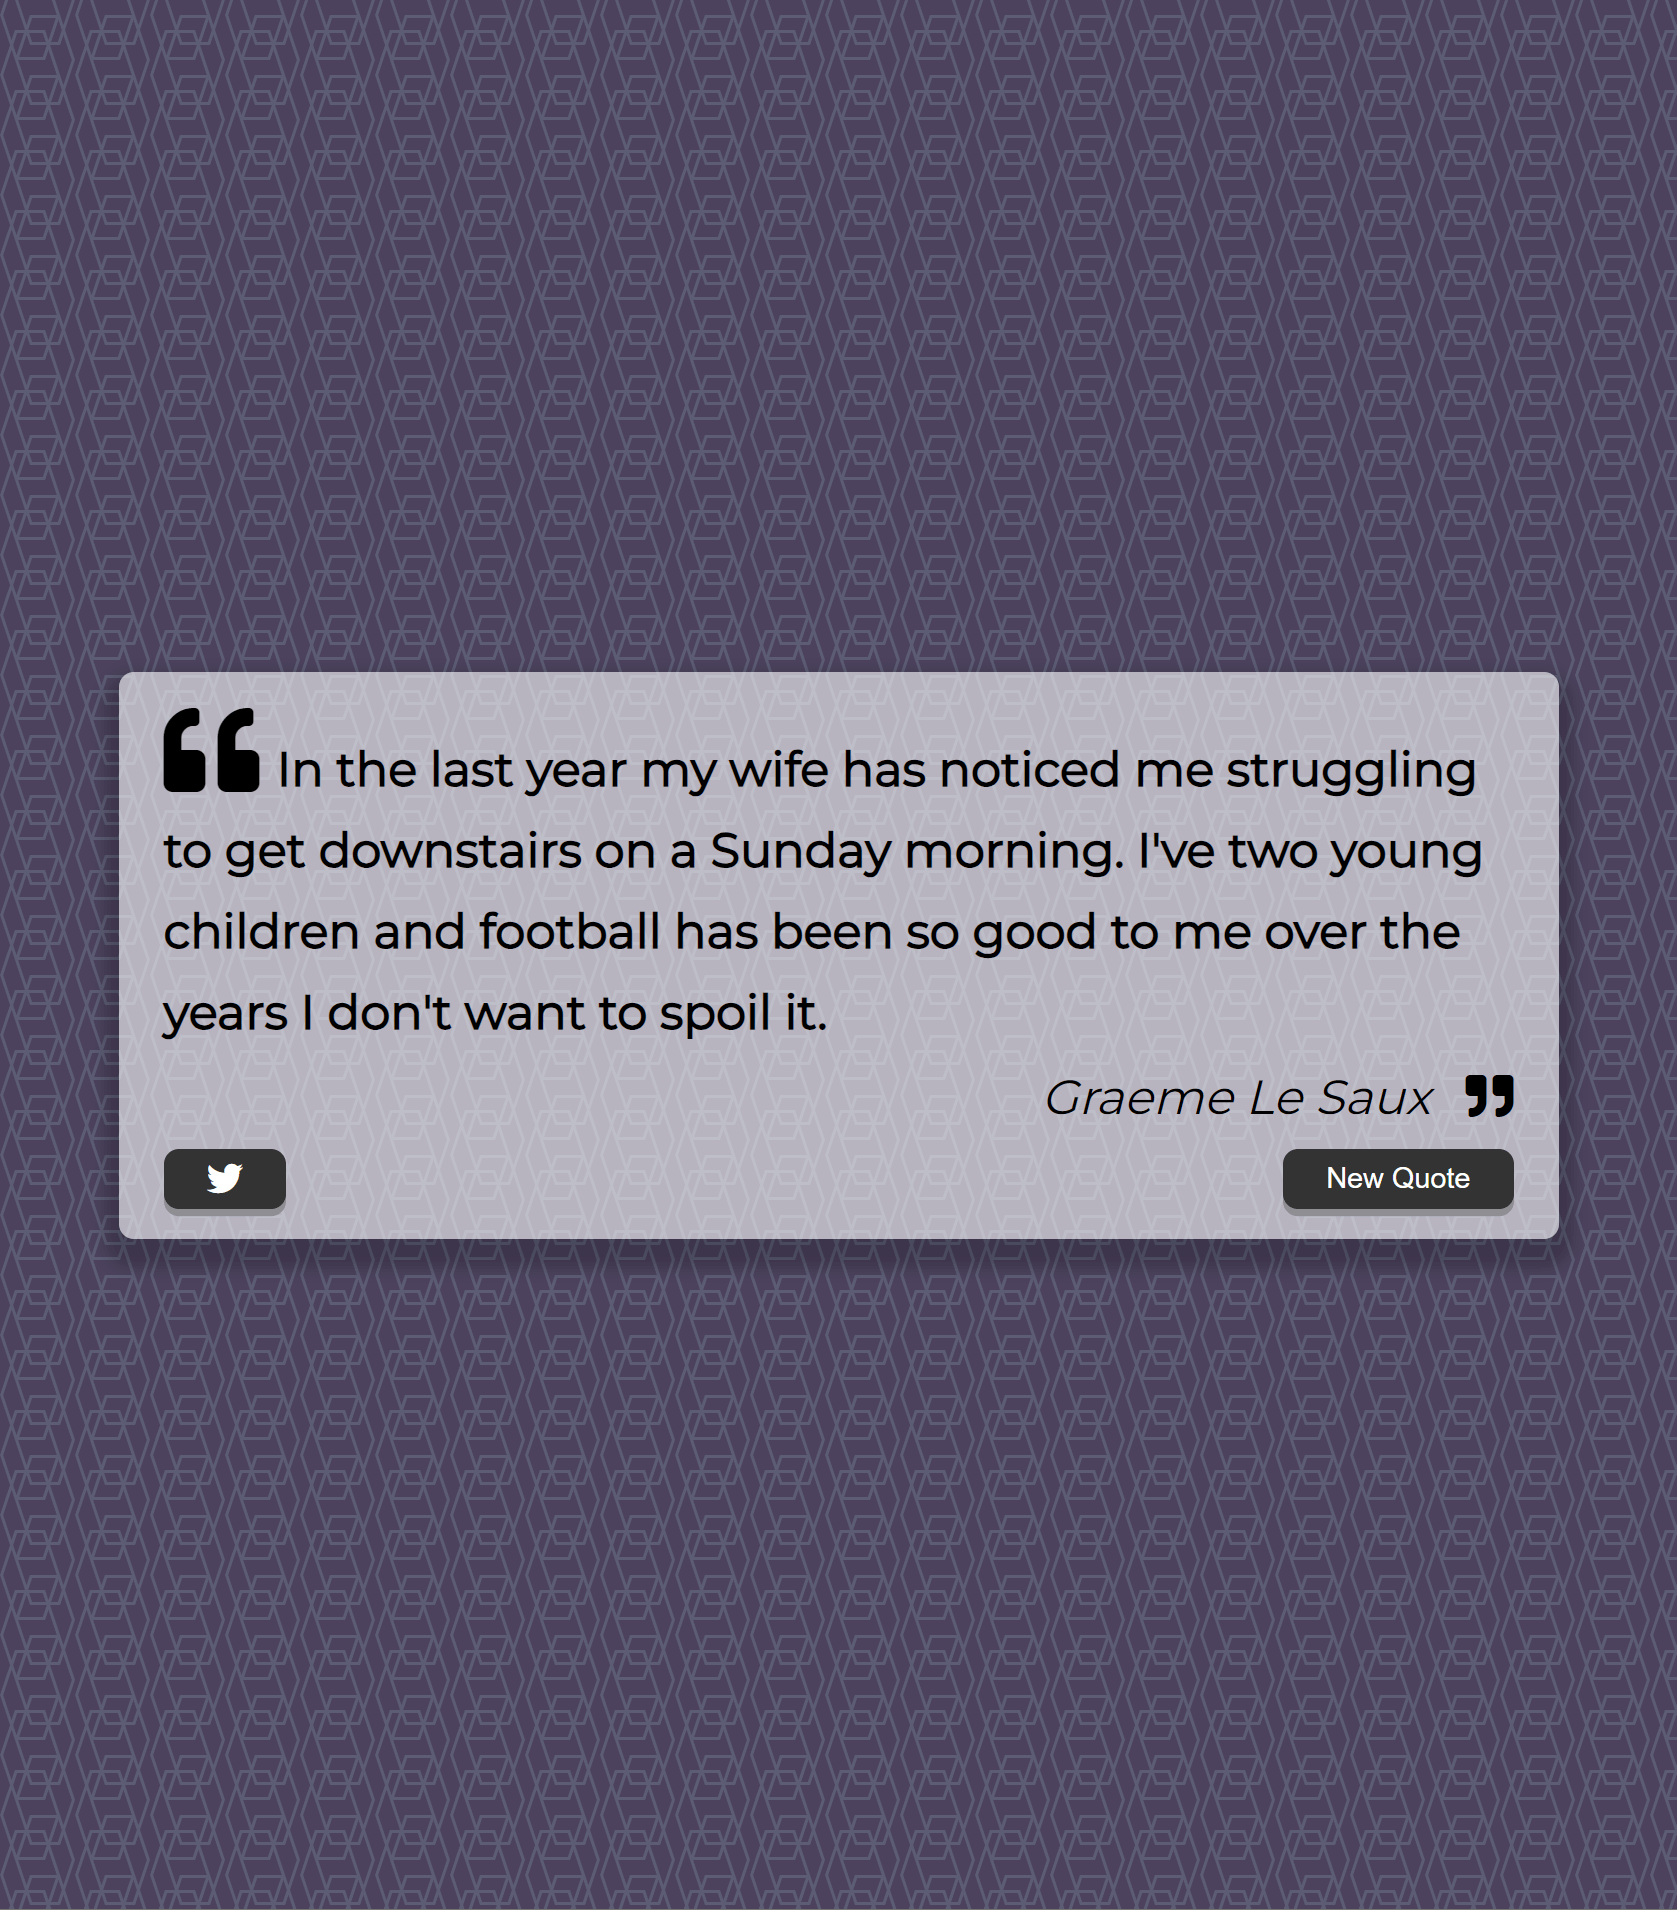 In the last year my wife has noticed me struggling
to get downstairs on a Sunday morning. I've two young
children and football has been so good to me over the
years I don't want to spoil it.
Graeme Le Saux
New Quote